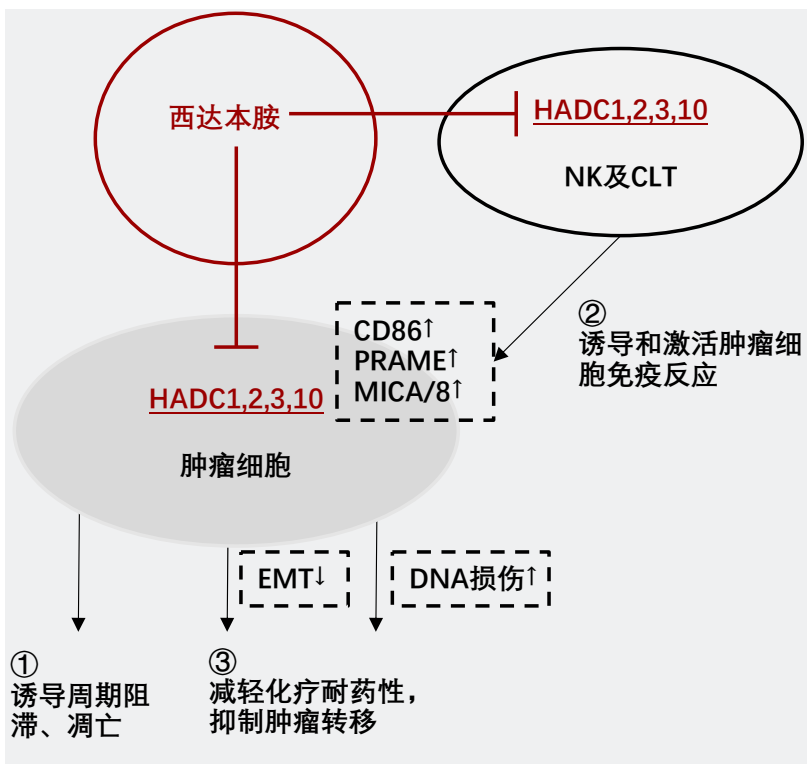 西达本胺
HADC1,2,3,10
NK及CLT
CD86↑
PRAME↑
MICA/8↑
②
诱导和激活肿瘤细
胞免疫反应
HADC1,2,3,10
肿瘤细胞
EMT↓
DNA损伤↑
①
诱导周期阻
滞、凋亡
③
减轻化疗耐药性，
抑制肿瘤转移